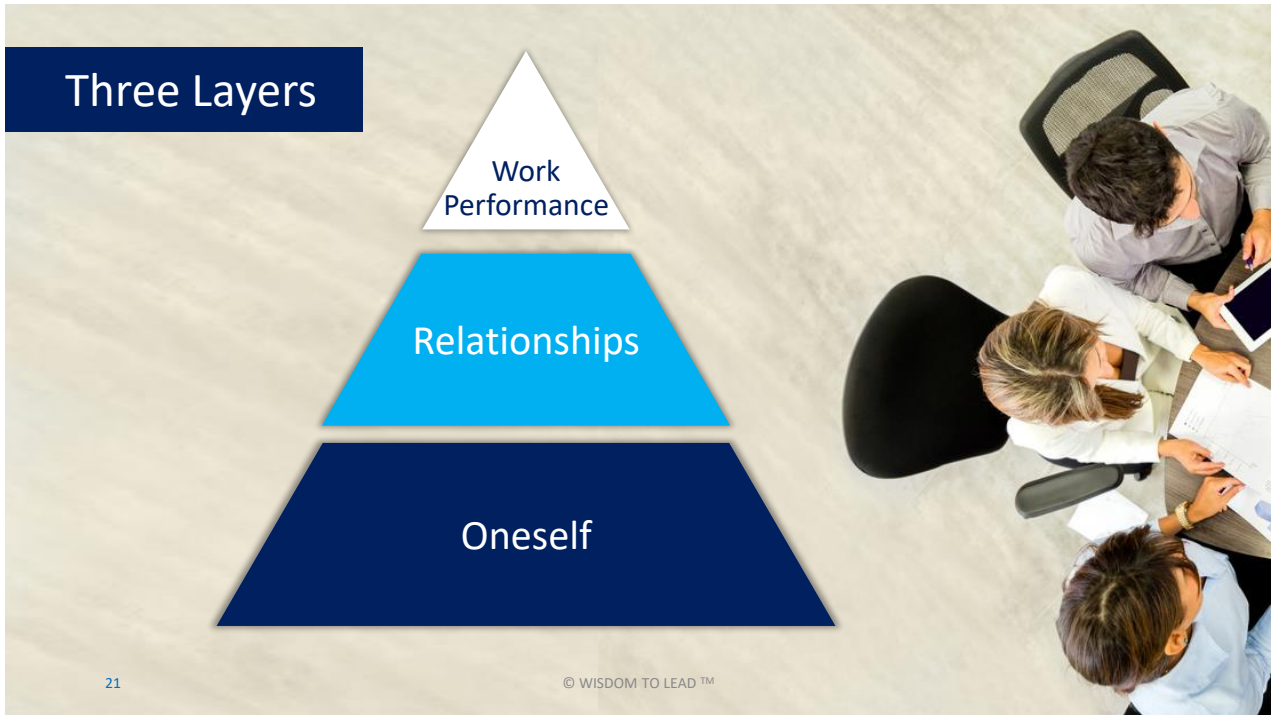 Three Layers
Work
Performance
Relationships
Oneself
21
© WISDOM TO LEAD ™